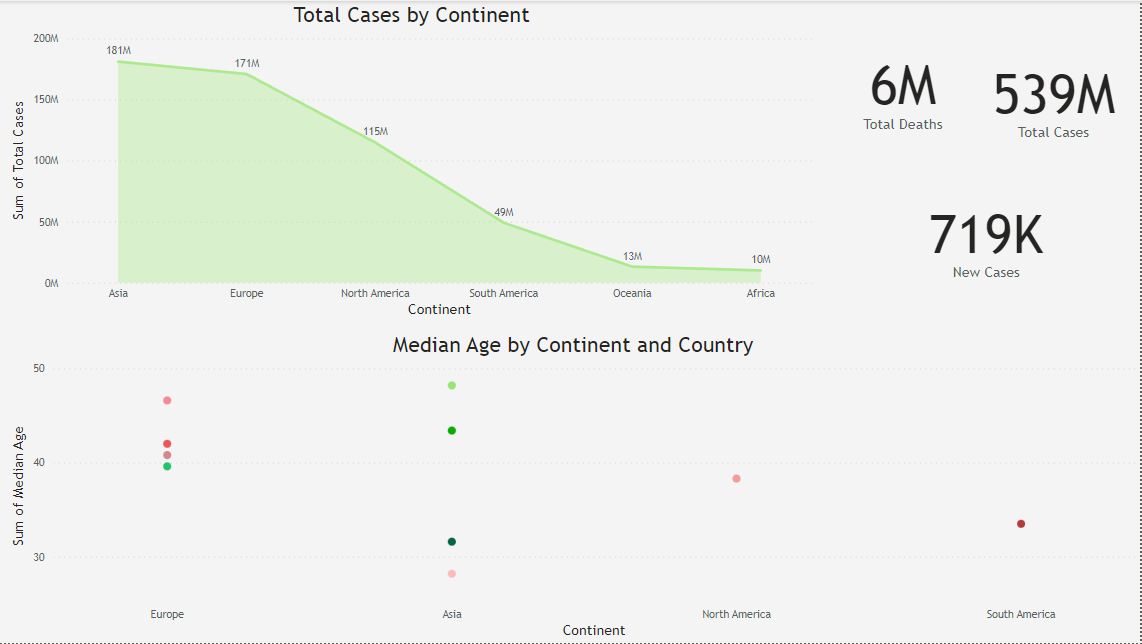 Total Cases by Continent
200M
150M
100M
50M
0M
Sum of Total Cases
181M
171M
115M
49M
13M
10M
Asia Europe North America South America Oceania Africa
Continent
6M
Total Deaths
539M
Total Cases
719K
New Cases
Median Age by Continent and Country
50
40
30
Sum of Median Age
Europe Asia North America South America
Continent